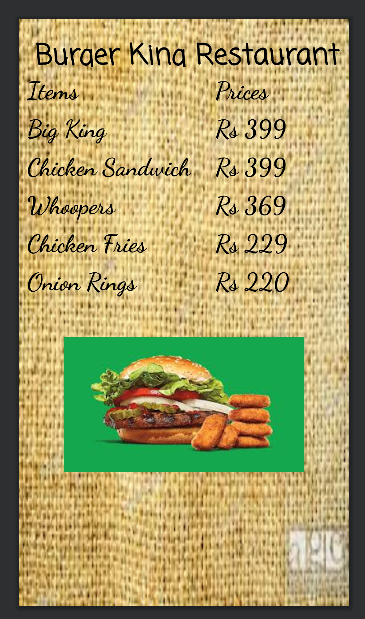 Burger King Restaurant
Items Prices
Big King Rs 399
Chicken Sandwich Rs 399
Whoopers Rs 369
Chicken Fries Rs 229
Onion Rings Rs 220